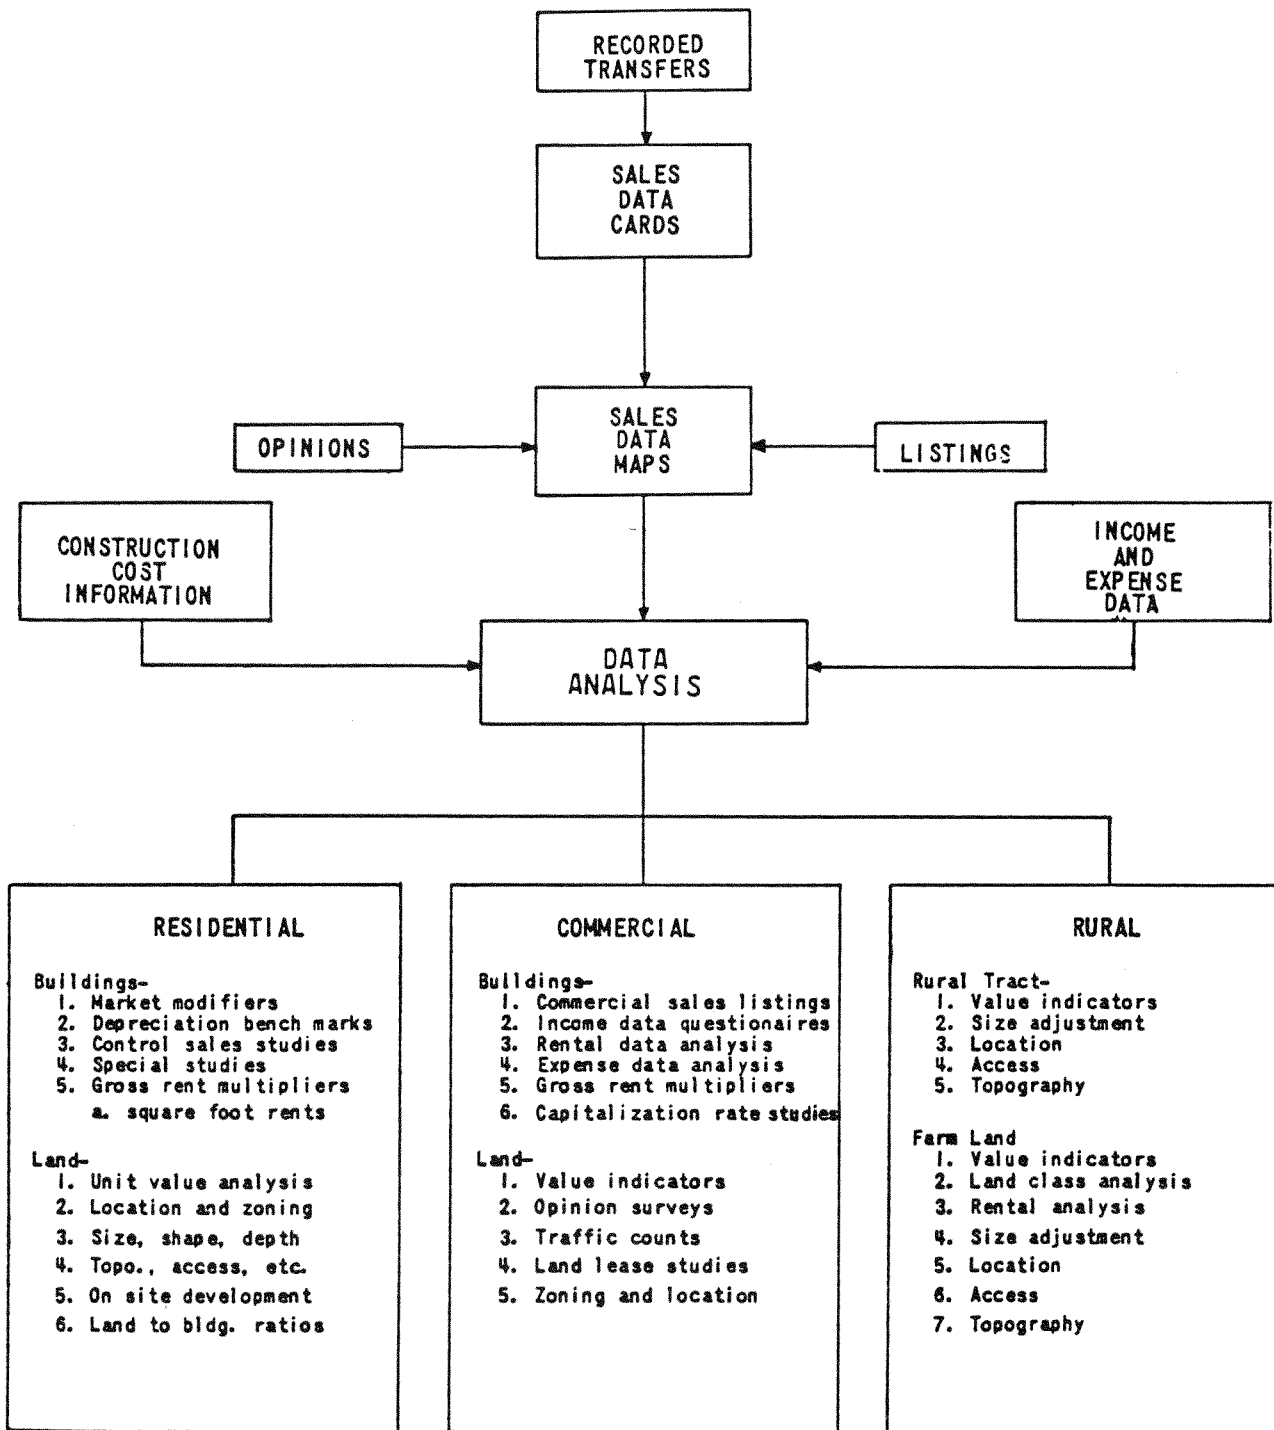 RECORDED
TRANSFERS
SALES
DATA
CARDS
SALES
DATA
MAPS
OPINIONS
LISTINGS
CONSTRUCTION
COST
INFORMATION
INCOME
AND
EXPENSE
DATA
DATA
ANALYSIS
RESIDENTIAL
Buildings-
1. Market modifiers
2. Depreciation bench marks
3. Control sales studies
4. Special studies
5. Gross rent multipliers
a. square foot rents
Land-
1. Unit value analysis
2. Location and zoning
3. Size, shape, depth
4. Topo., access, etc.
5. On site development
6. Land to bldg. ratios
COMMERCIAL
Buildings-
1. Commercial sales listings
2. Income data questionaires
3. Rental data analysis
4. Expense data analysis
5. Gross rent multipliers
6. Capitalization rate studies
Land-
1. Value indicators
2. Opinion surveys
3. Traffic counts
4. Land lease studies
5. Zoning and location
RURAL
Rural Tract-
1. Value indicators
2. Size adjustment
3. Location
4. Access
5. Topography
Farm Land
1. Value indicators
2. Land class analysis
3. Rental analysis
4. Size adjustment
5. Location
6. Access
7. Topography